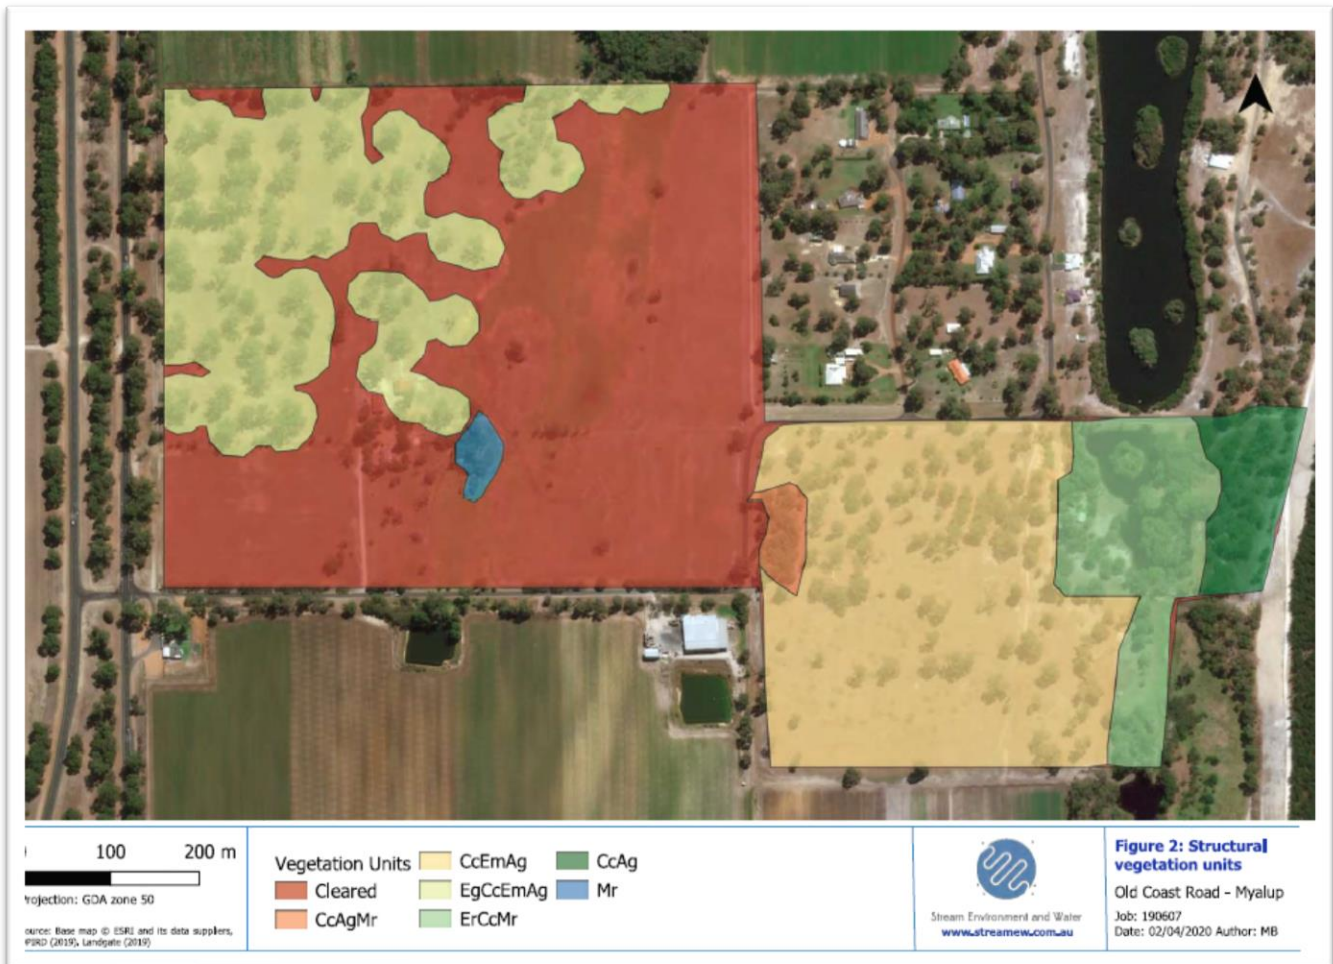 100 200 m
Projection: GDA zone 50
ource: Base map © ESRI and its data suppliers,
PIRD (2019), Landgate (2019)
Vegetation Units
Cleared
CcAgMr
CcEmAg
EgCcEmAg
ErCcMr
CcAg
Mr
Stream Environment and Water
www.streamew.com.au
Figure 2: Structural
vegetation units
Old Coast Road - Myalup
Job: 190607
Date: 02/04/2020 Author: MB